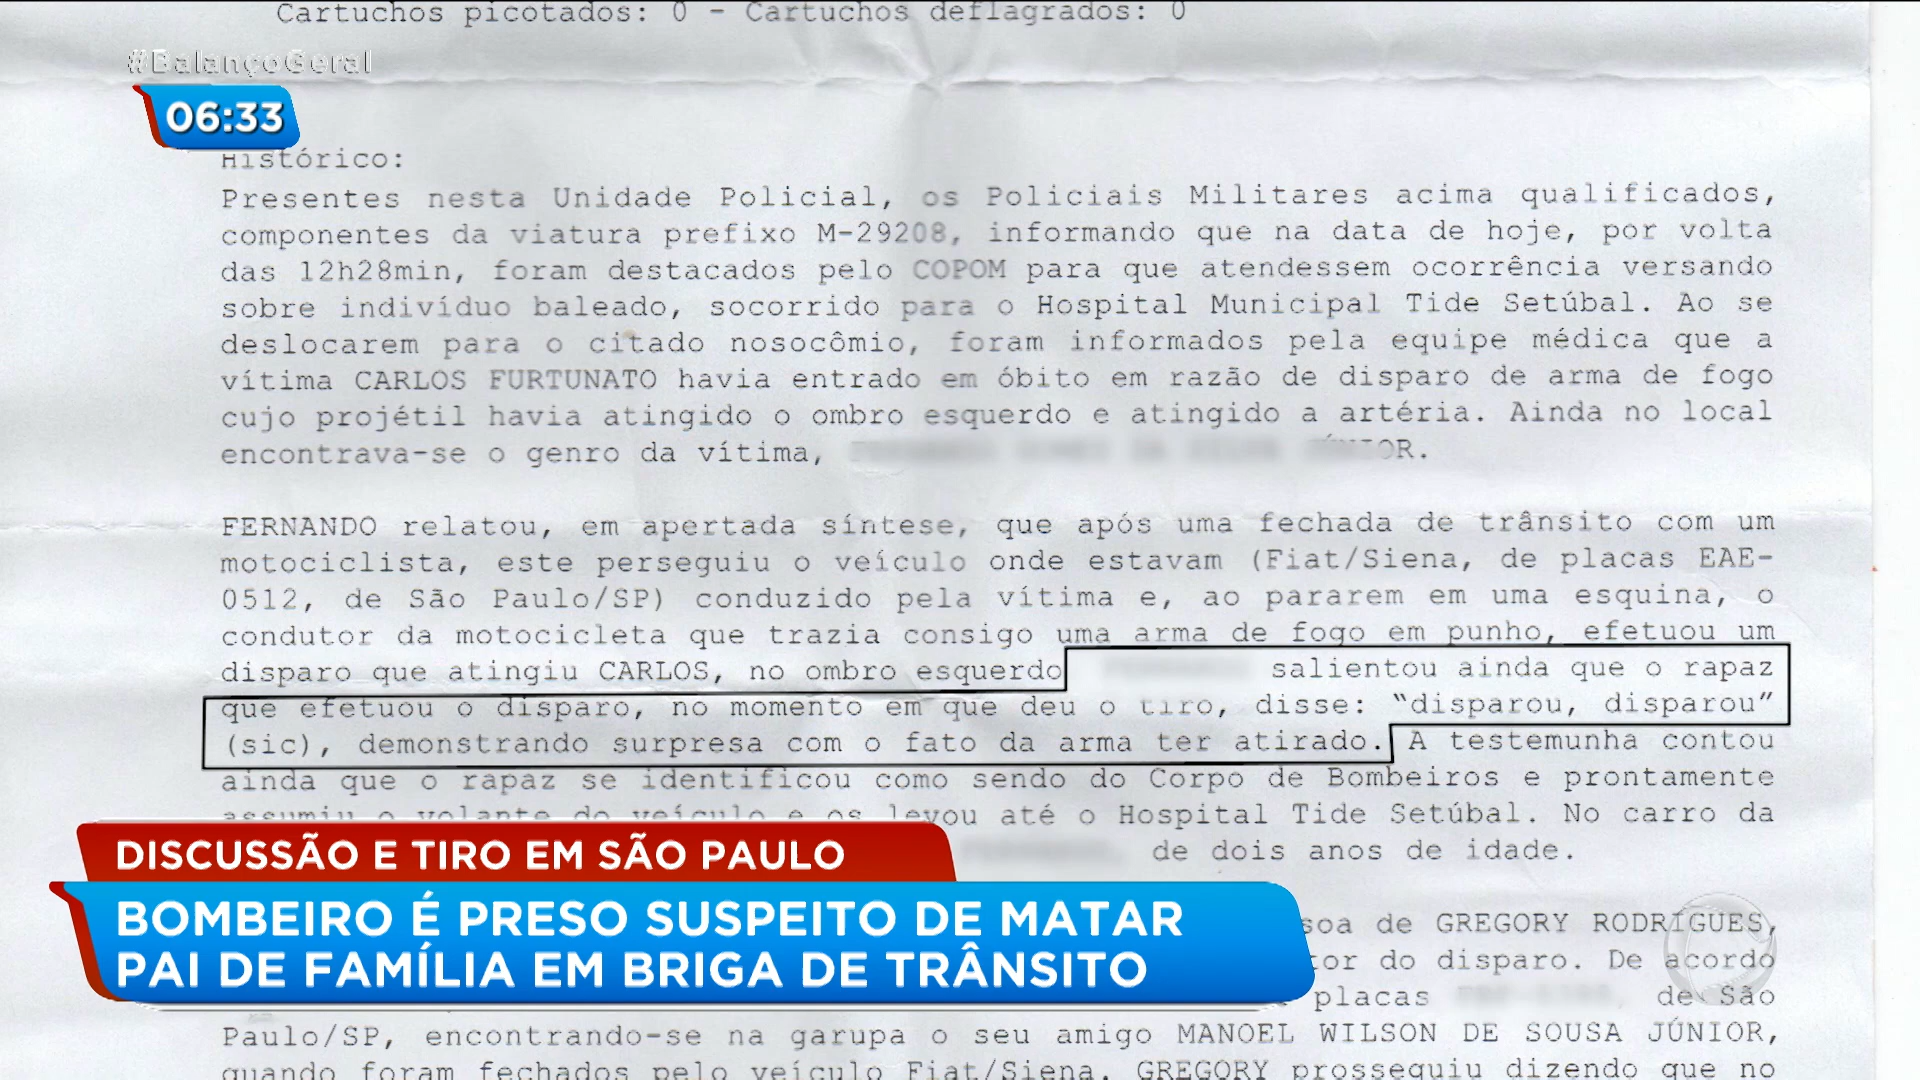 Cartuchos picotados: 0 - Cartuchos deflagrados: 0
#BalançoGeral
06:33
Histórico:
Presentes nesta Unidade Policial, os Policiais Militares acima qualificados,
componentes da viatura prefixo M-29208, informando que na data de hoje, por volta
das 12h28min, foram destacados pelo COPOM para que atendessem ocorrência versando
sobre indivíduo baleado, socorrido para o Hospital Municipal Tide Setúbal. Ao se
deslocarem para o citado nosocômio, foram informados pela equipe médica que a
vítima CARLOS FURTUNATO havia entrado em óbito em razão de disparo de arma de fogo
cujo projétil havia atingido o ombro esquerdo e atingido a artéria. Ainda no local
encontrava-se o genro da vítima, JÚNIOR.
FERNANDO relatou, em apertada síntese, que após uma fechada de trânsito com um
motociclista, este perseguiu o veículo onde estavam (Fiat/Siena, de placas EAE-
0512, de São Paulo/SP) conduzido pela vítima e, ao pararem em uma esquina, o
condutor da motocicleta que trazia consigo uma arma de fogo em punho, efetuou um
disparo que atingiu CARLOS, no ombro esquerdo salientou ainda que o rapaz
que efetuou o disparo, no momento em que deu o tiro, disse: “disparou, disparou”
(sic), demonstrando surpresa com o fato da arma ter atirado. A testemunha contou
ainda que o rapaz se identificou como sendo do Corpo de Bombeiros e prontamente
assumiu o volante do veículo e os levou até o Hospital Tide Setúbal. No carro da
de dois anos de idade.
DISCUSSÃO E TIRO EM SÃO PAULO
BOMBEIRO É PRESO SUSPEITO DE MATAR
PAI DE FAMÍLIA EM BRIGA DE TRÂNSITO
soa de GREGORY RODRIGUES,
tor do disparo. De acordo
placas de São
Paulo/SP, encontrando-se na garupa o seu amigo MANOEL WILSON DE SOUSA JÚNIOR,
quando foram fechados pelo veículo Fiat/Siena. GREGORY prosseguiu dizendo que no